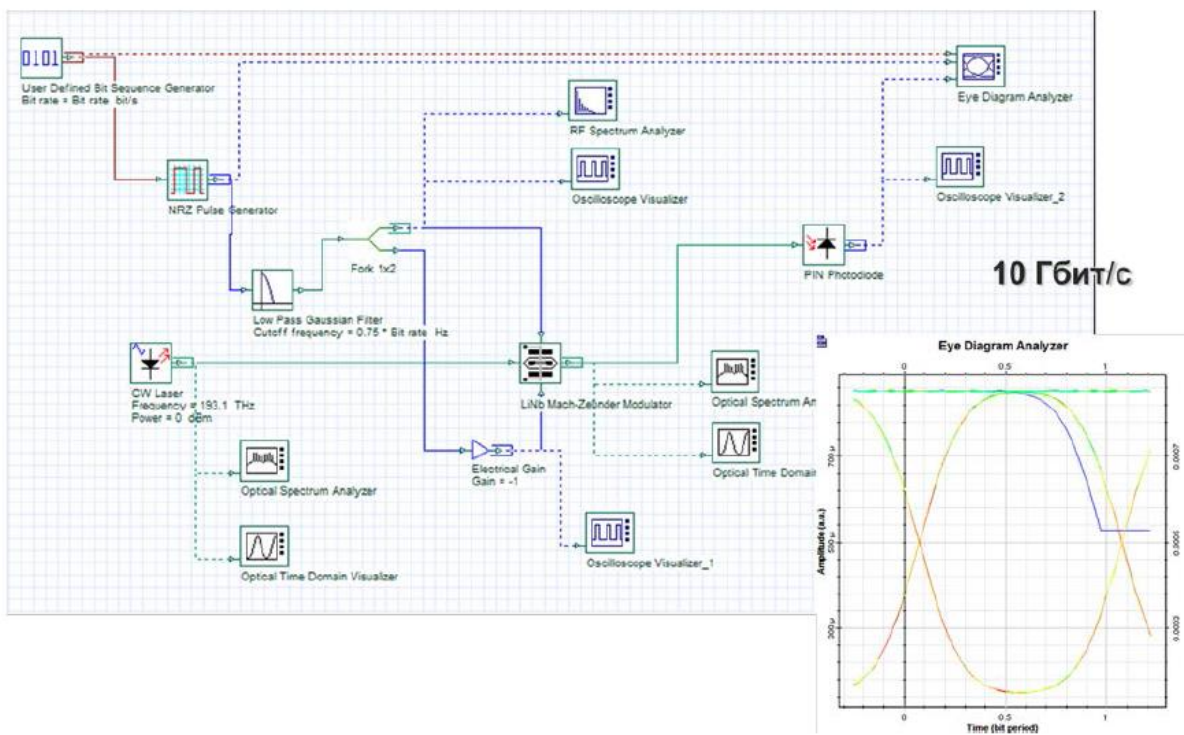 0101
User Defined Bit Sequence Generator
Bit rate = Bit rate bit/s
Eye Diagram Analyzer
RF Spectrum Analyzer
NRZ Pulse Generator
Oscilloscope Visualizer
Oscilloscope Visualizer_2
Fork 1x2
PIN Photodiode
10 Гбит/с
Low Pass Gaussian Filter
Cutoff frequency = 0.75 * Bit rate Hz
CW Laser
Frequency = 193.1 THz
Power = 0 dBm
LiNb Mach-Zehnder Modulator
Optical Spectrum An
Electrical Gain
Gain = -1
Optical Time Domain
Optical Spectrum Analyzer
Oscilloscope Visualizer_1
Optical Time Domain Visualizer
Eye Diagram Analyzer
0 0.5 1
Amplitude (a.u.)
700 µ
500 µ
300 µ
0.0007
0.0005
0.0003
0 0.5 1
Time (bit period)